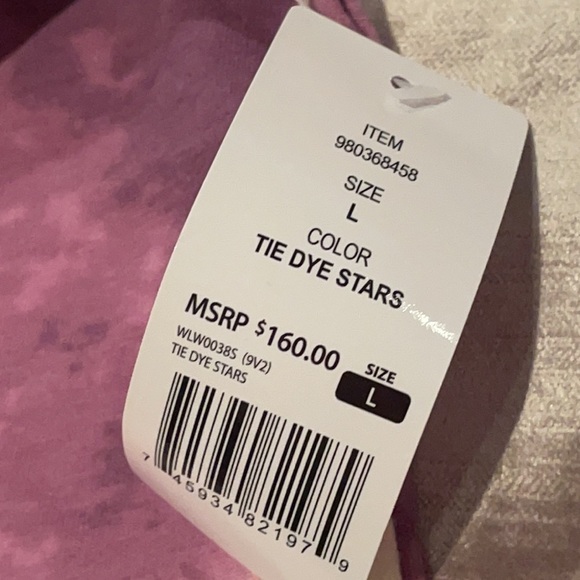 ITEM
980368458
SIZE
L
COLOR
TIE DYE STARS
MSRP $160.00
WLW0038S (9V2)
TIE DYE STARS
SIZE
L
7 45934 82197 9